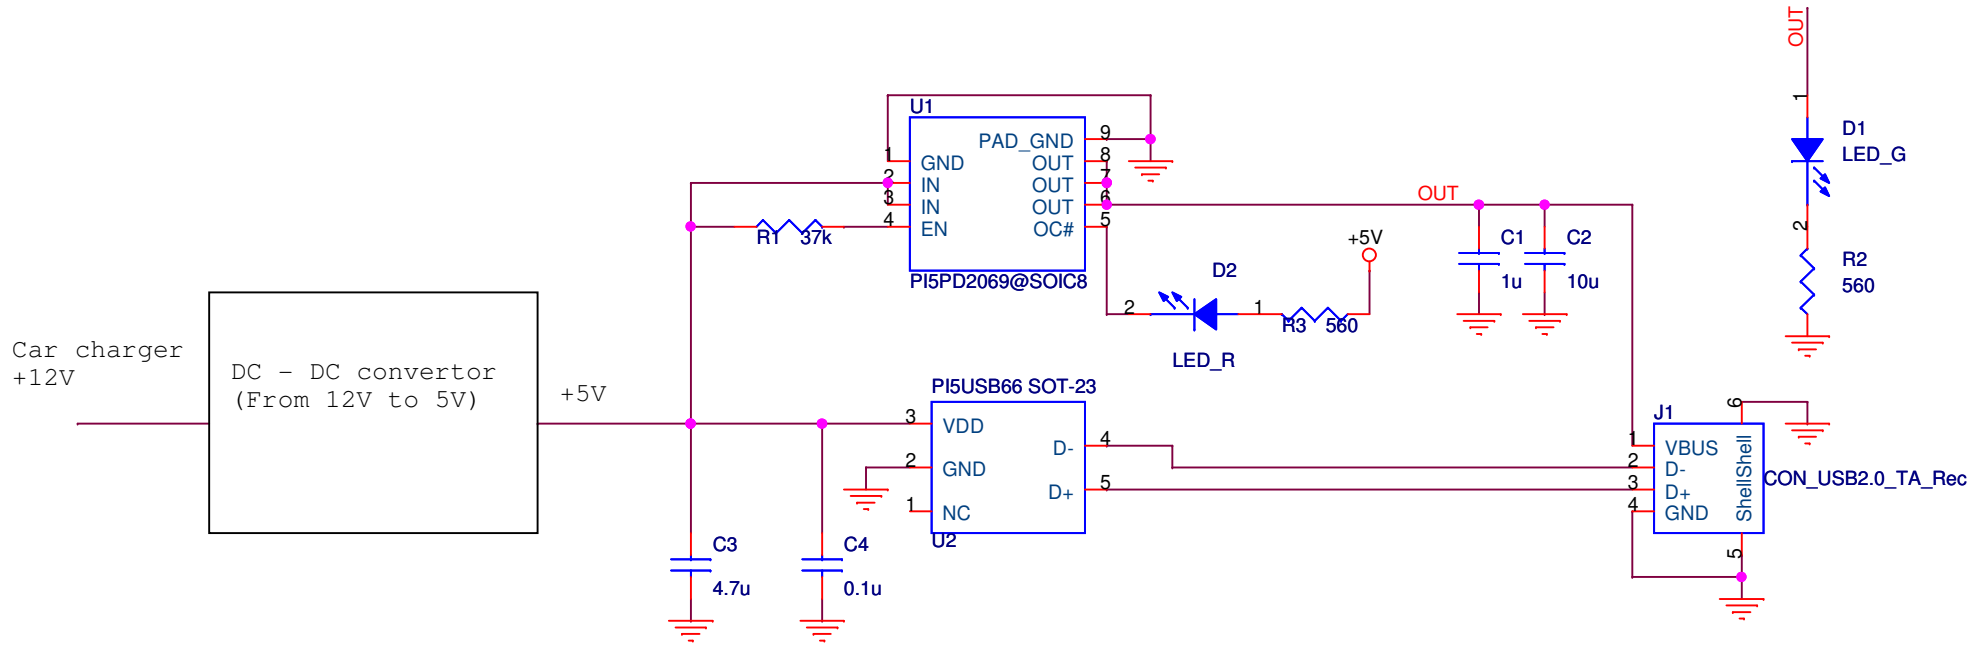 OUT
1
D1
LED_G
2
R2
560
U1
PAD_GND
9
1
GND
OUT
8
2
IN
OUT
7
3
IN
OUT
6
4
EN
OC#
5
R1
37k
PI5PD2069@SOIC8
OUT
+5V
C1
1u
C2
10u
D2
2
1
R3
560
LED_R
Car charger
+12V
DC - DC convertor
(From 12V to 5V)
+5V
PI5USB66 SOT-23
3
VDD
D-
4
2
GND
D+
5
1
NC
U2
C3
4.7u
C4
0.1u
J1
6
1
VBUS
2
D-
3
D+
4
GND
ShellShell
5
CON_USB2.0_TA_Rec